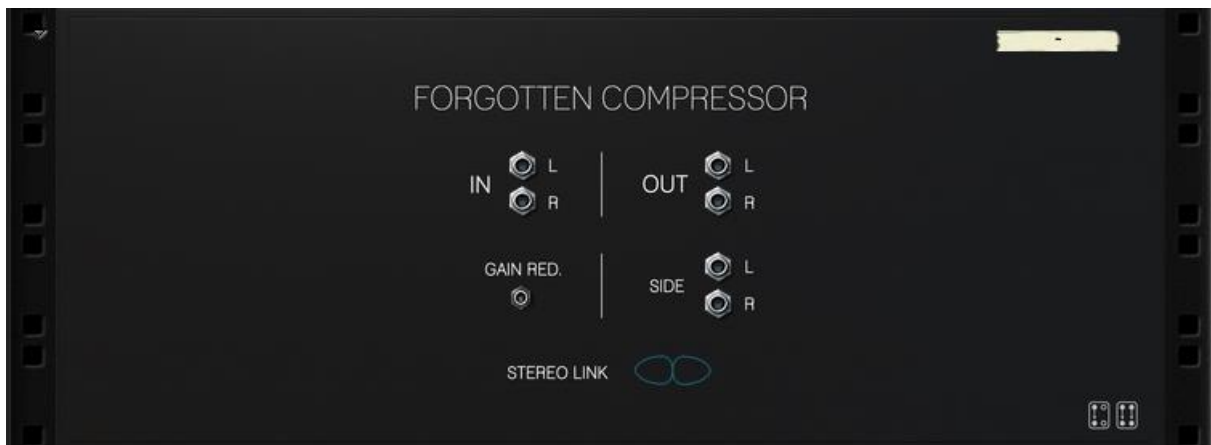 -
FORGOTTEN COMPRESSOR
IN L
R
OUT L
R
GAIN RED.
SIDE L
R
STEREO LINK